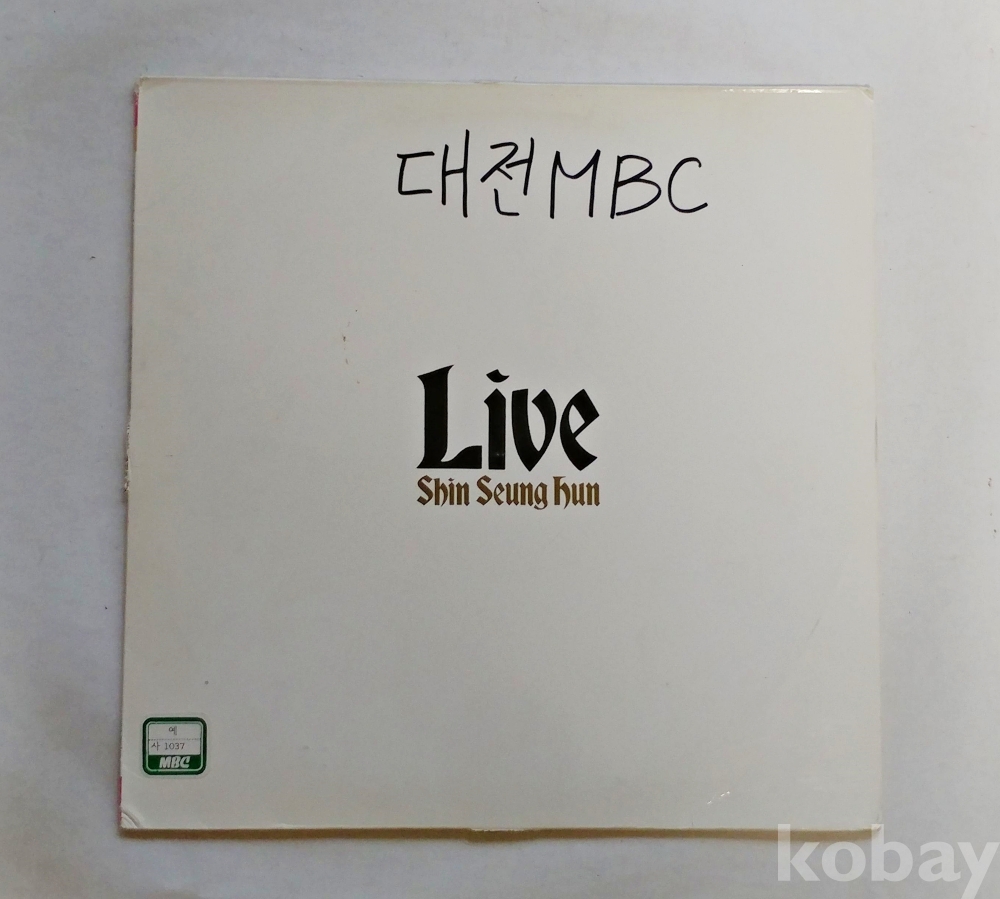 대전MBC
Live
Shin Seung hun
예
사 1037
MBC
kobay